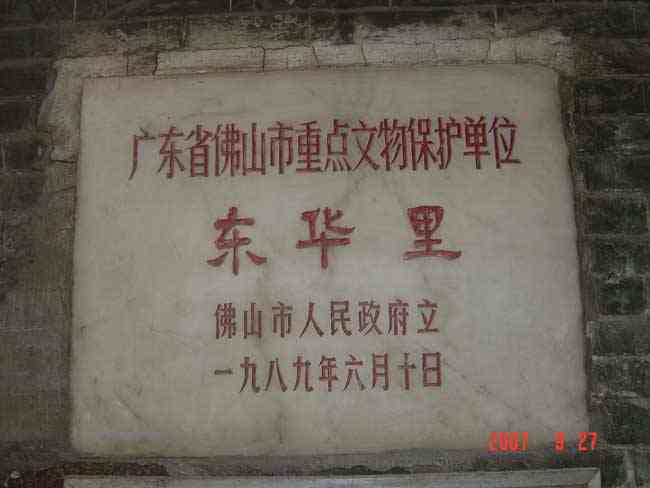 广东省佛山市重点文物保护单位
东华里
佛山市人民政府立
一九八九年六月十日
2007 9 27